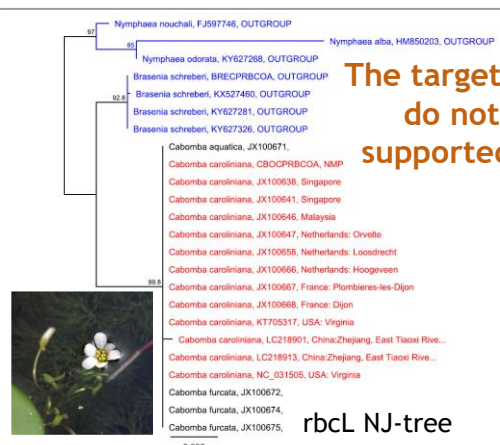 97
Nymphaea nouchali, FJ597746, OUTGROUP
95
Nymphaea alba, HM850203, OUTGROUP
Nymphaea odorata, KY627268, OUTGROUP
92.8
Brasenia schreberi, BRECPRBCOA, OUTGROUP
Brasenia schreberi, KX527460, OUTGROUP
Brasenia schreberi, KY627281, OUTGROUP
Brasenia schreberi, KY627326, OUTGROUP
The target
do not
supported
Cabomba aquatica, JX100671,
Cabomba caroliniana, CBOCPRBCOA, NMP
Cabomba caroliniana, JX100638, Singapore
Cabomba caroliniana, JX100641, Singapore
Cabomba caroliniana, JX100646, Malaysia
Cabomba caroliniana, JX100647, Netherlands: Orvelte
Cabomba caroliniana, JX100658, Netherlands: Loosdrecht
Cabomba caroliniana, JX100666, Netherlands: Hoogeveen
99.8
Cabomba caroliniana, JX100667, France: Plombieres-les-Dijon
Cabomba caroliniana, JX100668, France: Dijon
Cabomba caroliniana, KT705317, USA: Virginia
Cabomba caroliniana, LC218901, China:Zhejiang, East Tiaoxi Rive...
Cabomba caroliniana, LC218913, China:Zhejiang, East Tiaoxi Rive...
Cabomba caroliniana, NC_031505, USA: Virginia
Cabomba furcata, JX100672,
Cabomba furcata, JX100674,
Cabomba furcata, JX100675,
rbcL NJ-tree